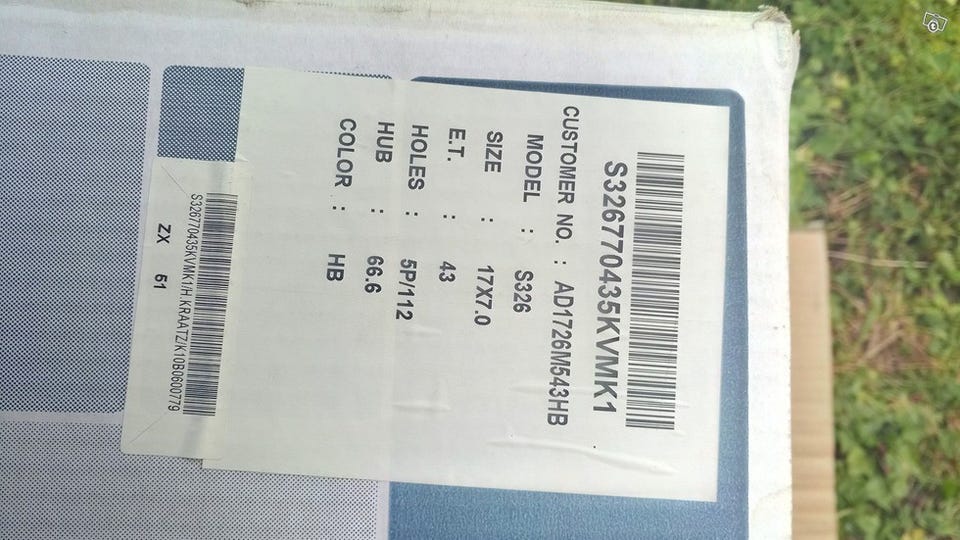 S326770435KVMK1
CUSTOMER NO. : AD1726M543HB
MODEL : S326
SIZE : 17X7.0
E.T. : 43
HOLES : 5P/112
HUB : 66.6
COLOR : HB
S326770435KVMK1/H.KRAATZ/K10B0600779
ZX 51